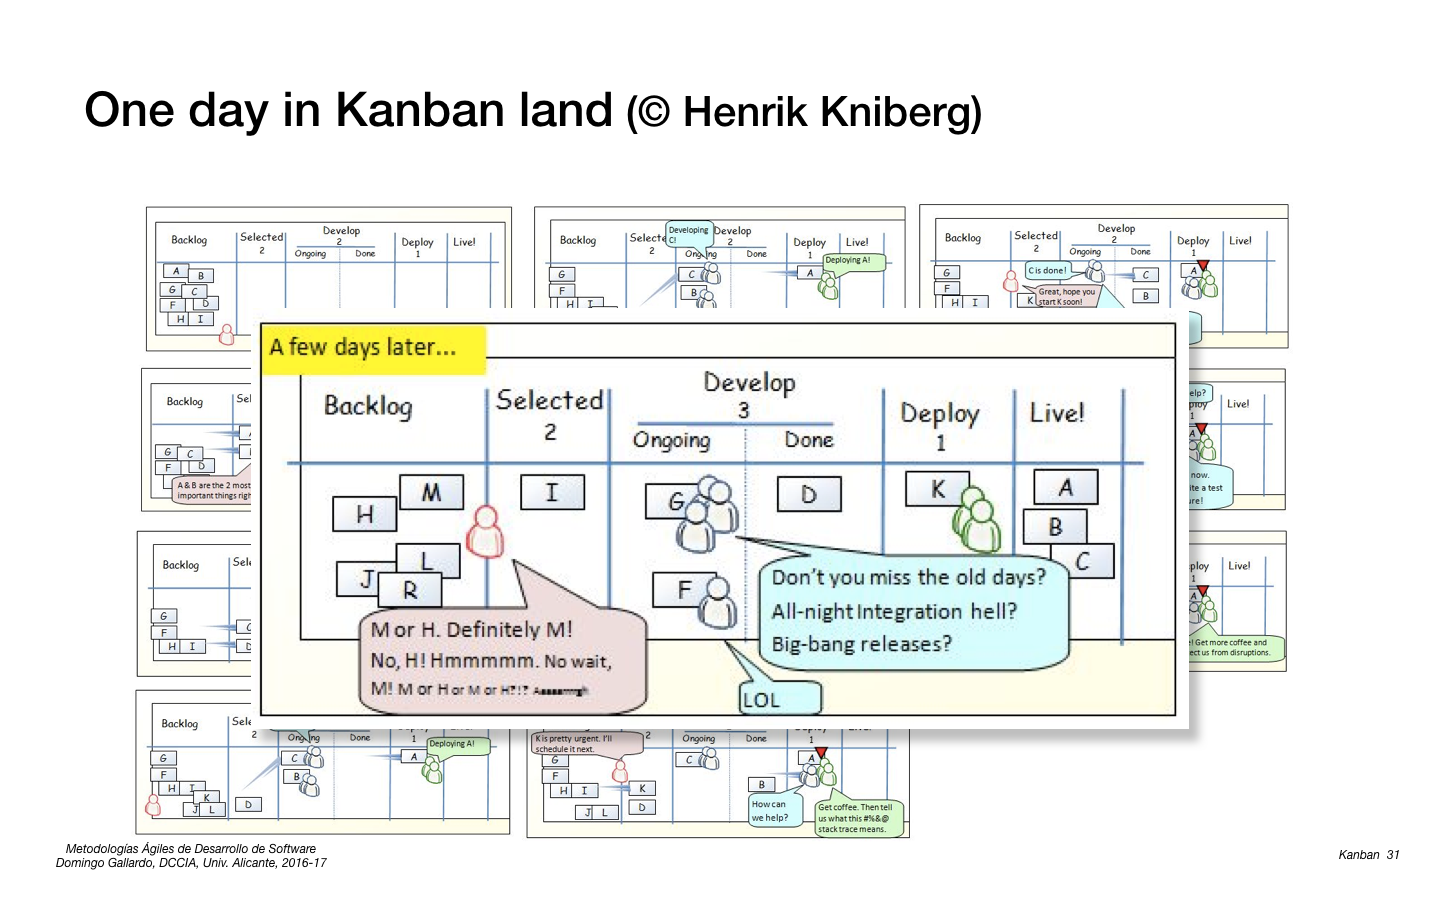 One day in Kanban land (© Henrik Kniberg)
Backlog
Selected
2
Develop
2
Ongoing
Done
Deploy
1
Live!
A
B
G
C
F
D
H
I
Backlog
Selecte
2
Developing
C!
Develop
2
Ongoing
Done
Deploy
1
Live!
Deploying A!
G
F
H
I
C
B
A
Backlog
Selected
2
Develop
2
Ongoing
Done
Deploy
1
Live!
G
F
H
I
K
C is done!
Great, hope you
start K soon!
C
B
A
Backlog
Sel
G
C
F
D
A & B are the 2 most
important things righ
elp?
ploy
1
Live!
A
now.
ite a test
ure!
Backlog
Sele
G
F
H
I
ploy
1
Live!
A
! Get more coffee and
ect us from disruptions.
A few days later...
Backlog
Selected
2
Develop
3
Ongoing
Done
Deploy
1
Live!
M
H
L
J
R
I
G
F
D
K
A
B
C
M or H. Definitely M!
No, H! Hmmmmm. No wait,
M! M or H or M or H?!?
Don't you miss the old days?
All-night Integration hell?
Big-bang releases?
LOL
Backlog
Sele
2
Ongoing
Done
1
G
F
H
I
K
J
L
D
C
B
A
Deploying A!
K is pretty urgent. I'll
schedule it next.
2
Ongoing
Done
1
G
F
H
I
J
L
K
D
C
B
A
How can
we help?
Get coffee. Then tell
us what this #%&@
stack trace means.
Metodologías Ágiles de Desarrollo de Software
Domingo Gallardo, DCCIA, Univ. Alicante, 2016-17
Kanban 31